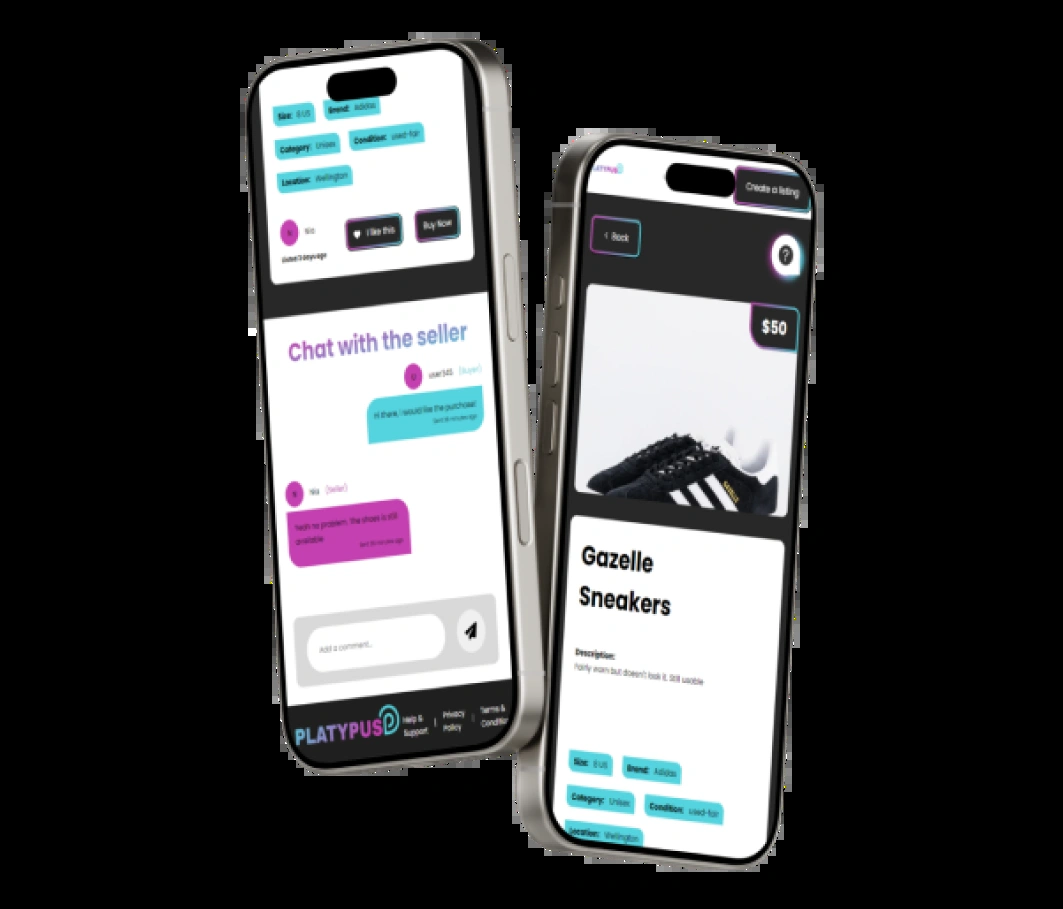 Size: 8 US
Brand: Adidas
Category: Unisex
Condition: used-fair
Location: Wellington
N
Nia
I like this
Buy Now
Listed 3 days ago
Chat with the seller
U
user345 (Buyer)
Hi there, I would like the purchase!
Sent 36 minutes ago
N
Nia (Seller)
Yeah no problem. The shoes is still
available
Sent 30 minutes ago
Add a comment...
PLATYPUS
Help &
Support
|
Privacy
Policy
|
Terms &
Condition
PLATYPUS
Create a listing
‹ Back
?
$50
GAZELLE
Gazelle
Sneakers
Description:
Fairly worn but doesn't look it. Still usable
Size: 8 US
Brand: Adidas
Category: Unisex
Condition: used-fair
Location: Wellington